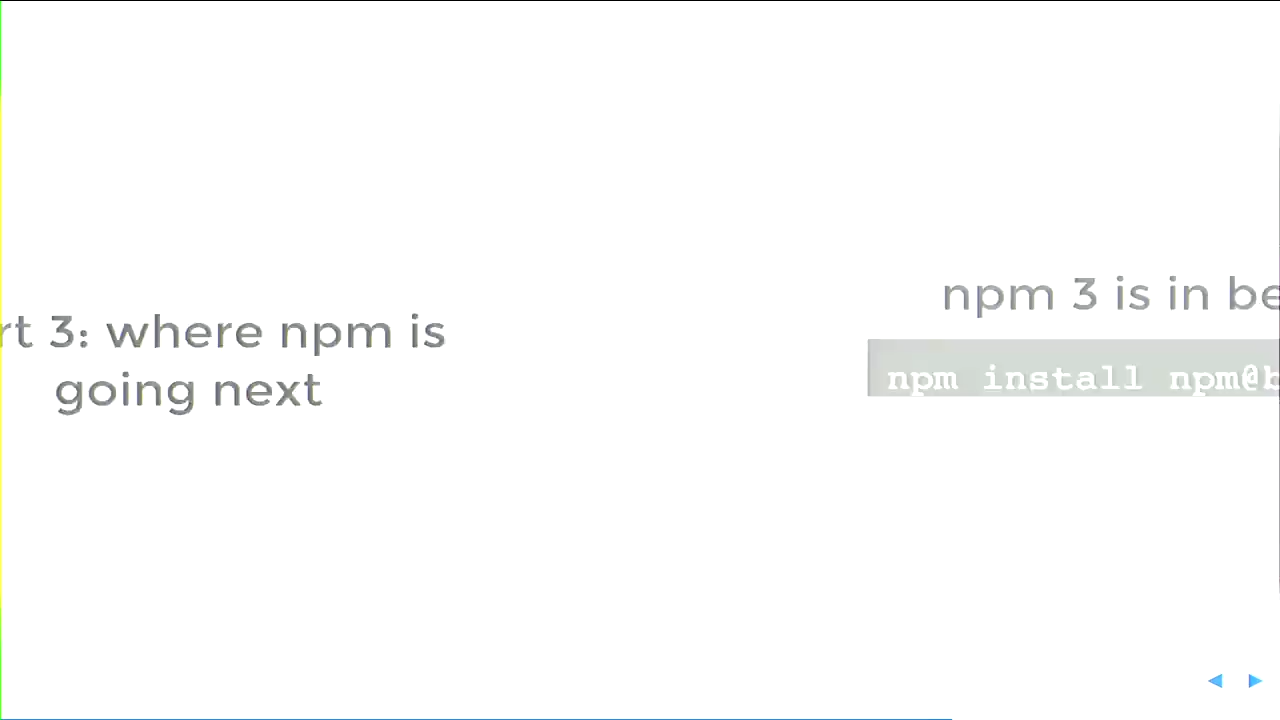 rt 3: where npm is
going next
npm 3 is in be
npm install npm@b